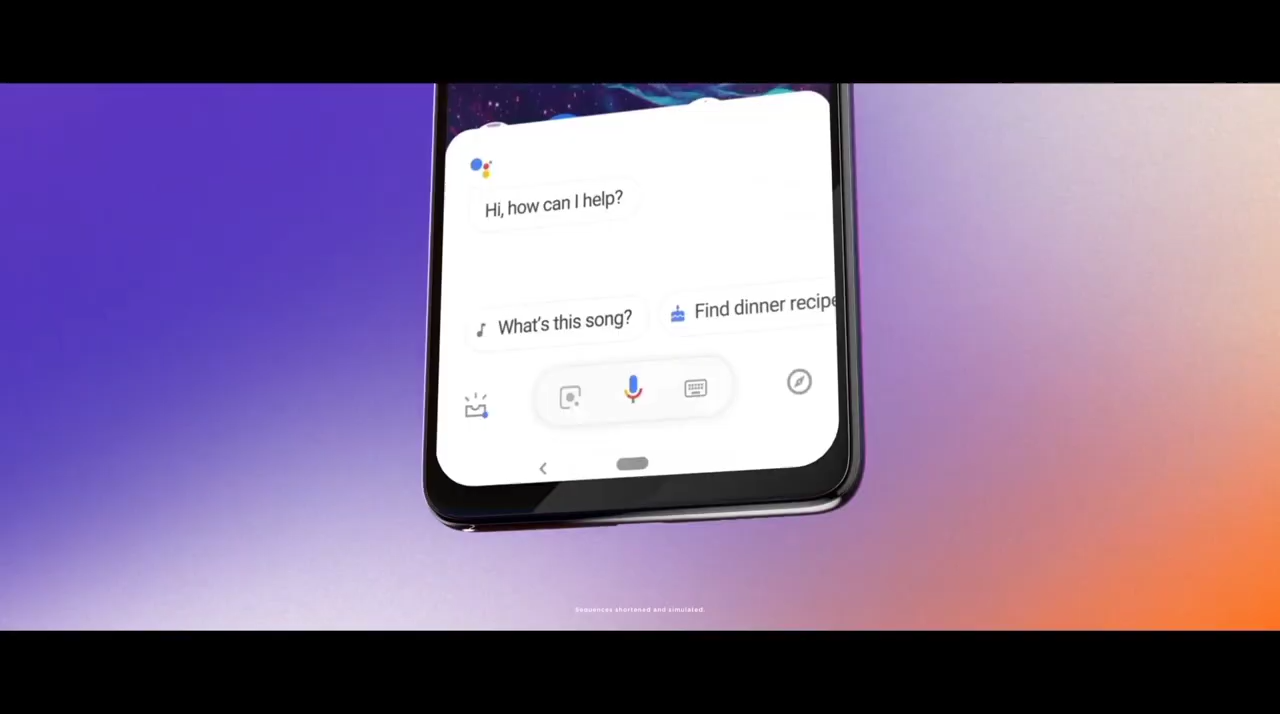 Hi, how can I help?
What's this song?
Find dinner recipe
Sequences shortened and simulated.